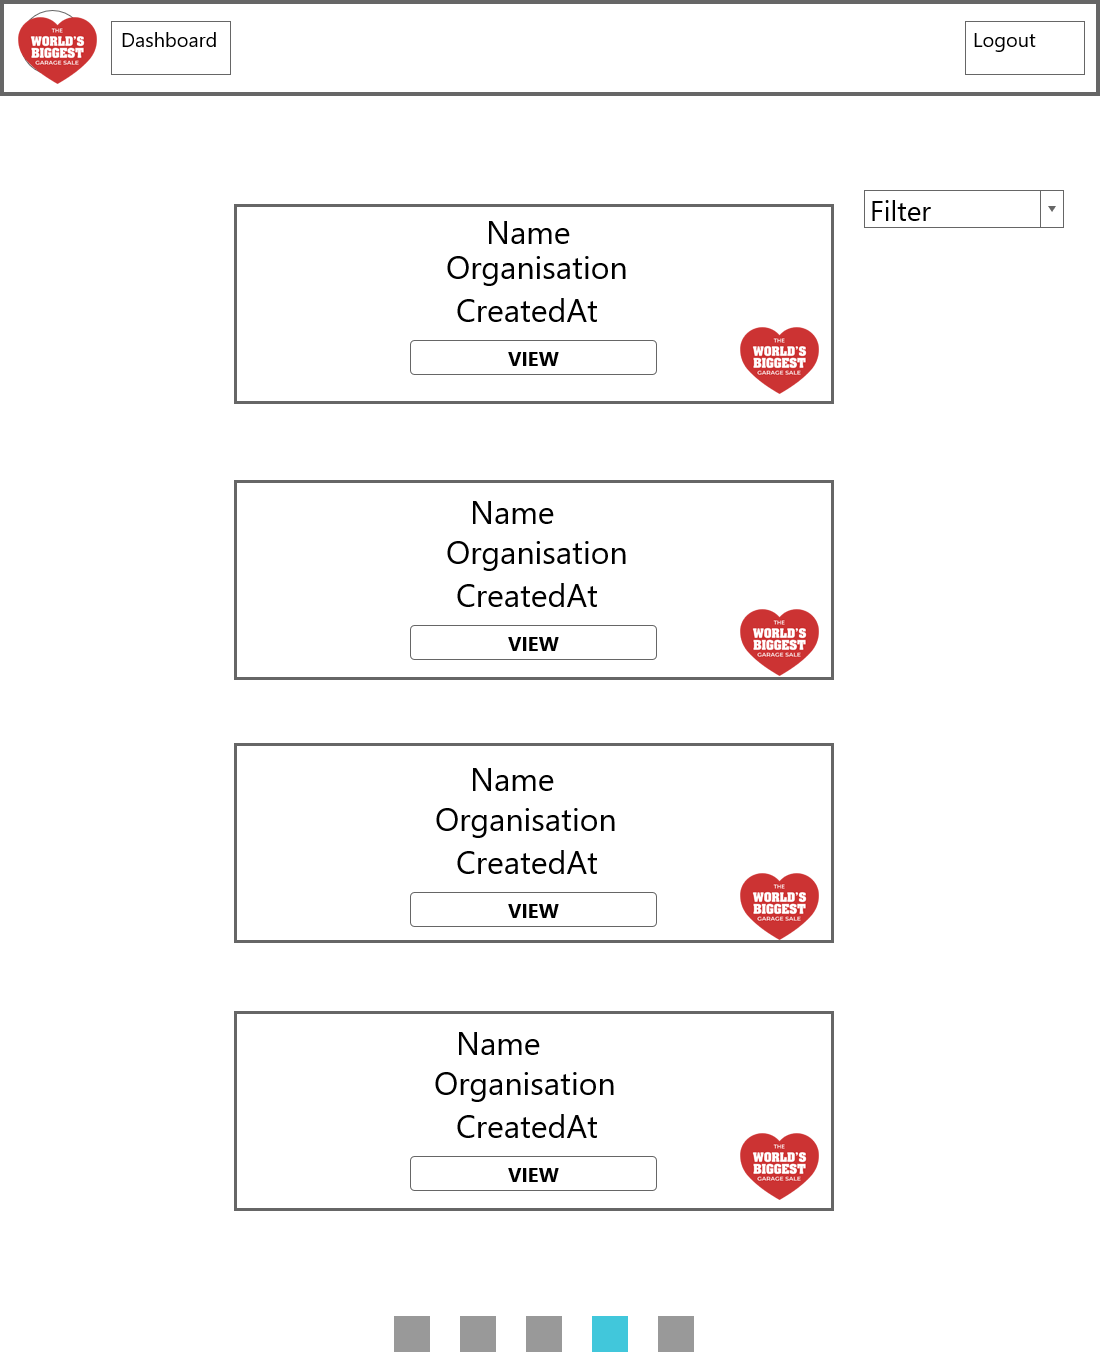 THE
WORLD'S
BIGGEST
GARAGE SALE
Dashboard
Logout
Filter
Name
Organisation
CreatedAt
VIEW
THE
WORLD'S
BIGGEST
GARAGE SALE
Name
Organisation
CreatedAt
VIEW
THE
WORLD'S
BIGGEST
GARAGE SALE
Name
Organisation
CreatedAt
VIEW
THE
WORLD'S
BIGGEST
GARAGE SALE
Name
Organisation
CreatedAt
VIEW
THE
WORLD'S
BIGGEST
GARAGE SALE